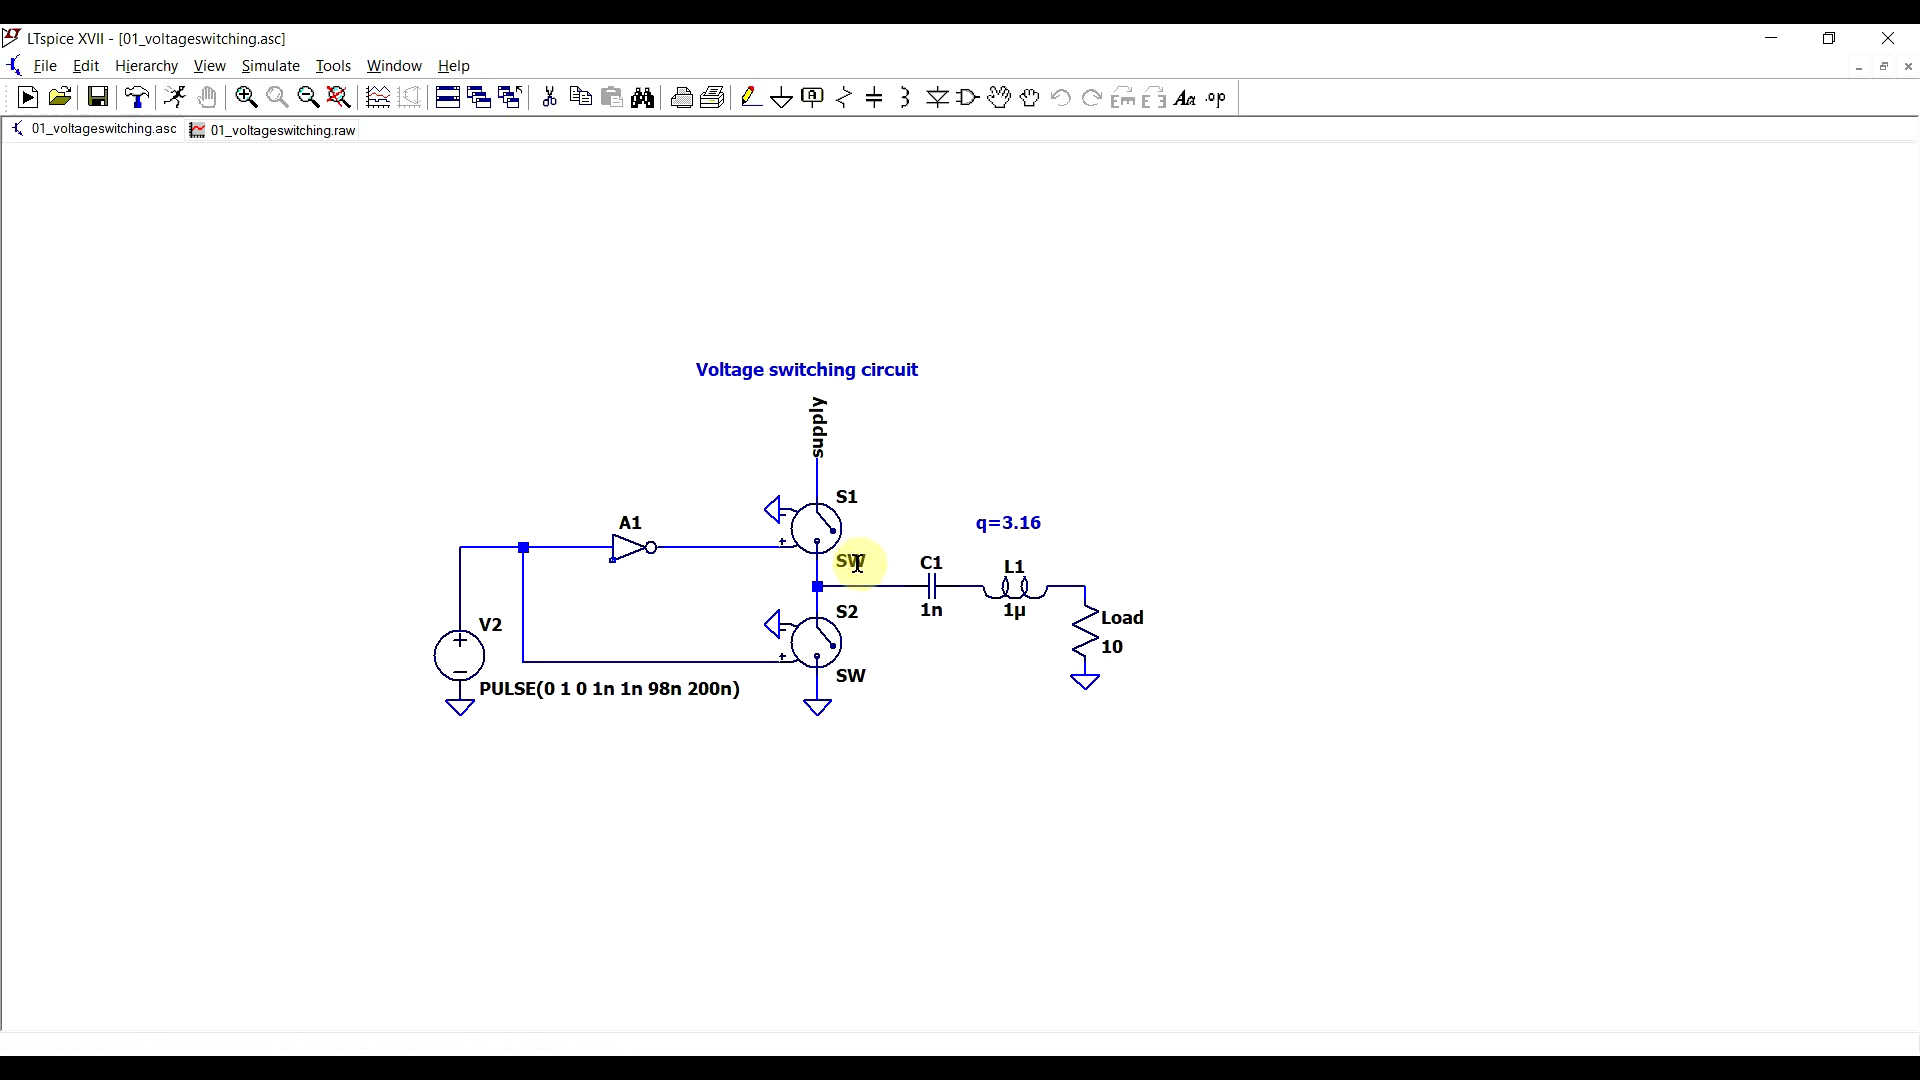 LTspice XVII - [01_voltageswitching.asc]
File Edit Hierarchy View Simulate Tools Window Help
01_voltageswitching.asc 01_voltageswitching.raw
Voltage switching circuit
supply
S1
A1
q=3.16
SW
C1
L1
1n
1µ
S2
Load
10
V2
SW
PULSE(0 1 0 1n 1n 98n 200n)